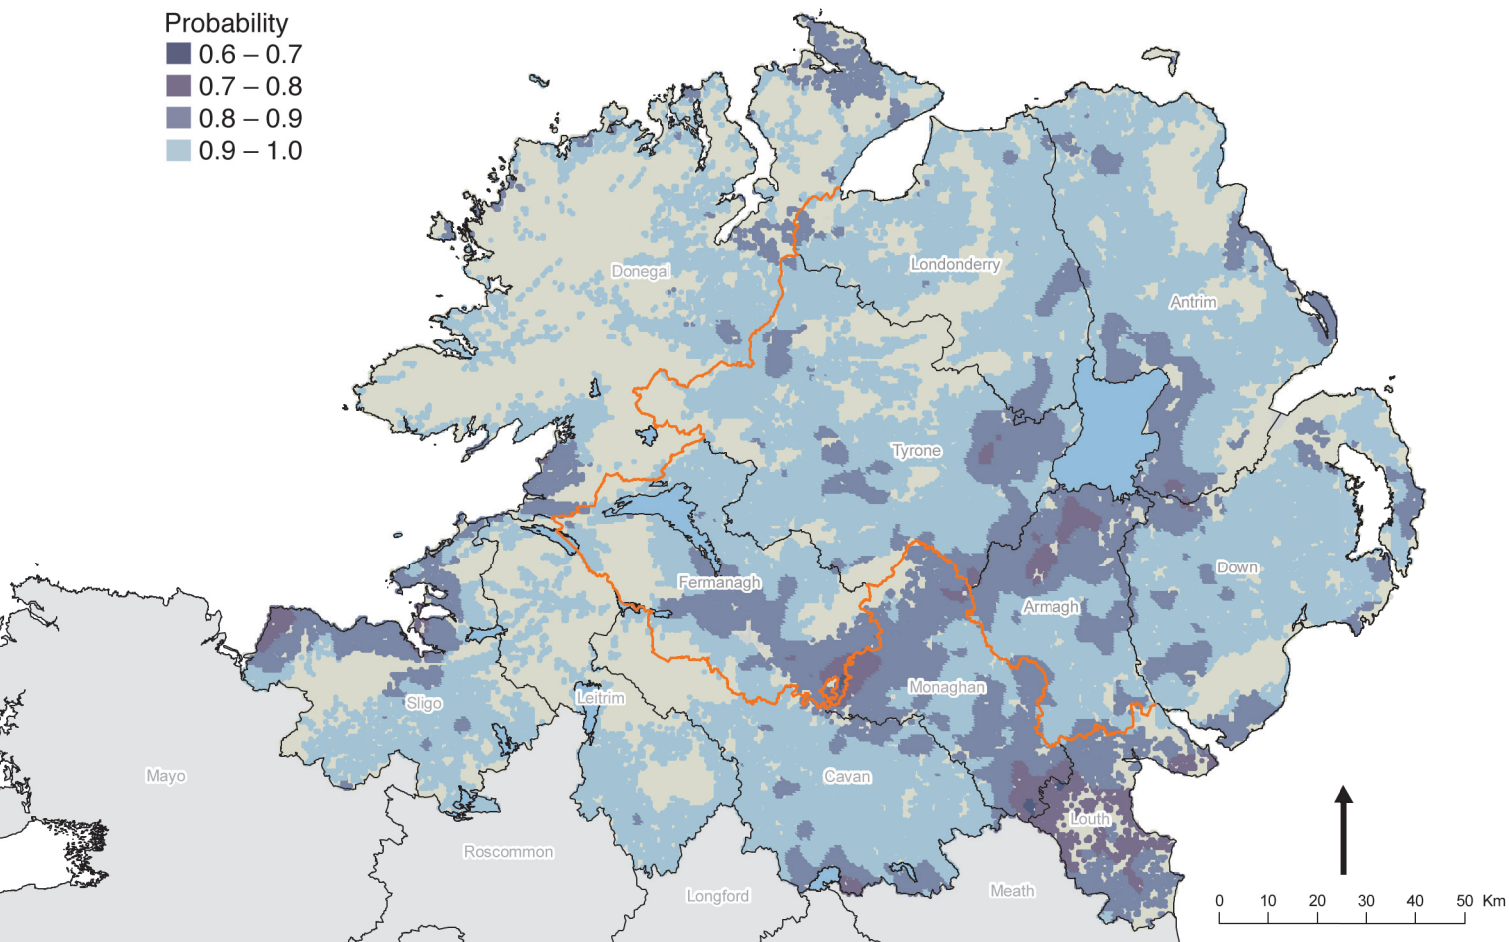 Probability
0.6 – 0.7
0.7 – 0.8
0.8 – 0.9
0.9 – 1.0
Donegal
Londonderry
Antrim
Tyrone
Fermanagh
Down
Armagh
Monaghan
Leitrim
Sligo
Mayo
Cavan
Louth
Roscommon
Longford
Meath
0 10 20 30 40 50 Km